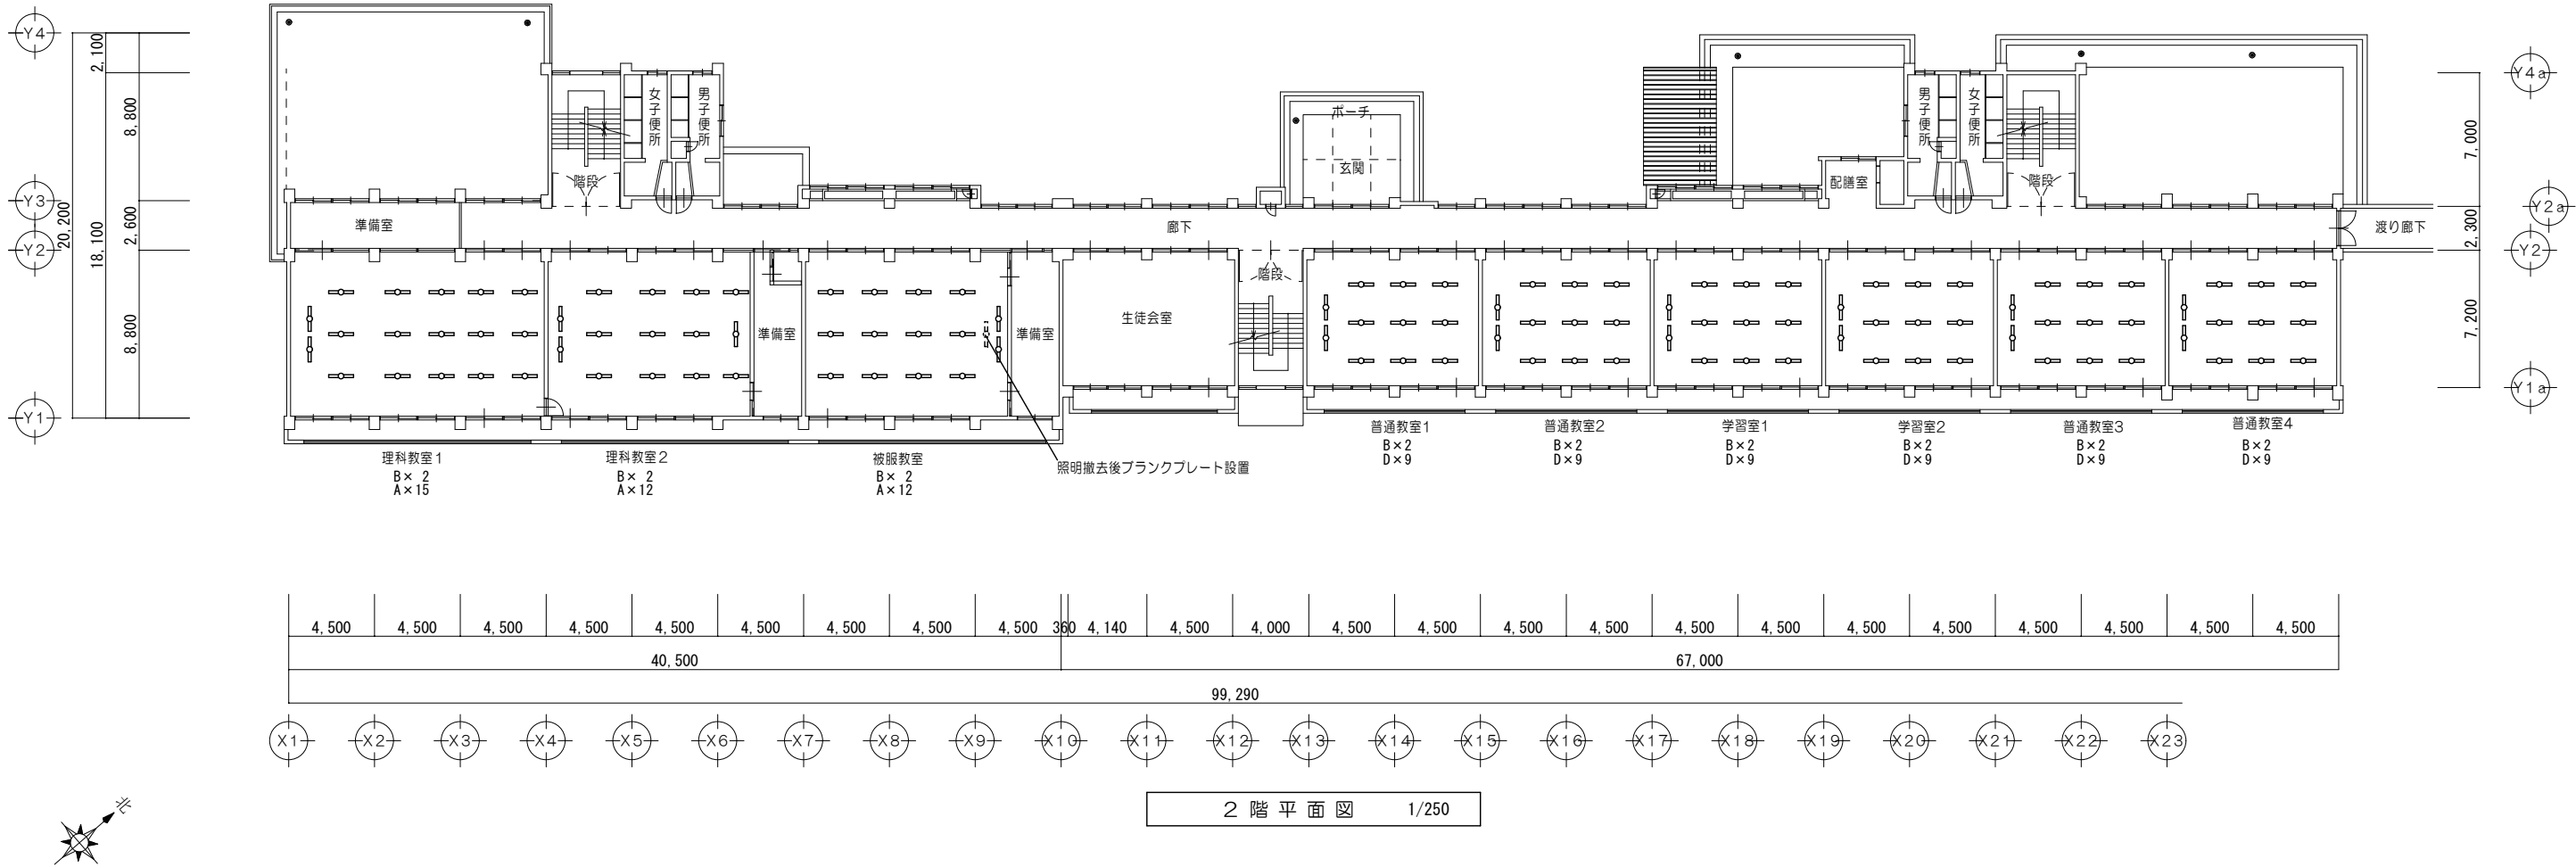 Y4
2,100
8,800
Y3
2,600
Y2
8,800
Y1
20,200
18,100
Y4a
7,000
Y2a
2,300
Y2
7,200
Y1a
女子便所
男子便所
階段
準備室
ポーチ
玄関
廊下
配膳室
男子便所
女子便所
階段
渡り廊下
準備室
準備室
生徒会室
階段
理科教室1
B× 2
A×15
理科教室2
B× 2
A×12
被服教室
B× 2
A×12
照明撤去後ブランクプレート設置
普通教室1
B×2
D×9
普通教室2
B×2
D×9
学習室1
B×2
D×9
学習室2
B×2
D×9
普通教室3
B×2
D×9
普通教室4
B×2
D×9
4,500 4,500 4,500 4,500 4,500 4,500 4,500 4,500 4,500 360 4,140 4,500 4,000 4,500 4,500 4,500 4,500 4,500 4,500 4,500 4,500 4,500 4,500 4,500 4,500
40,500 67,000
99,290
X1 X2 X3 X4 X5 X6 X7 X8 X9 X10 X11 X12 X13 X14 X15 X16 X17 X18 X19 X20 X21 X22 X23
2階平面図 1/250
北